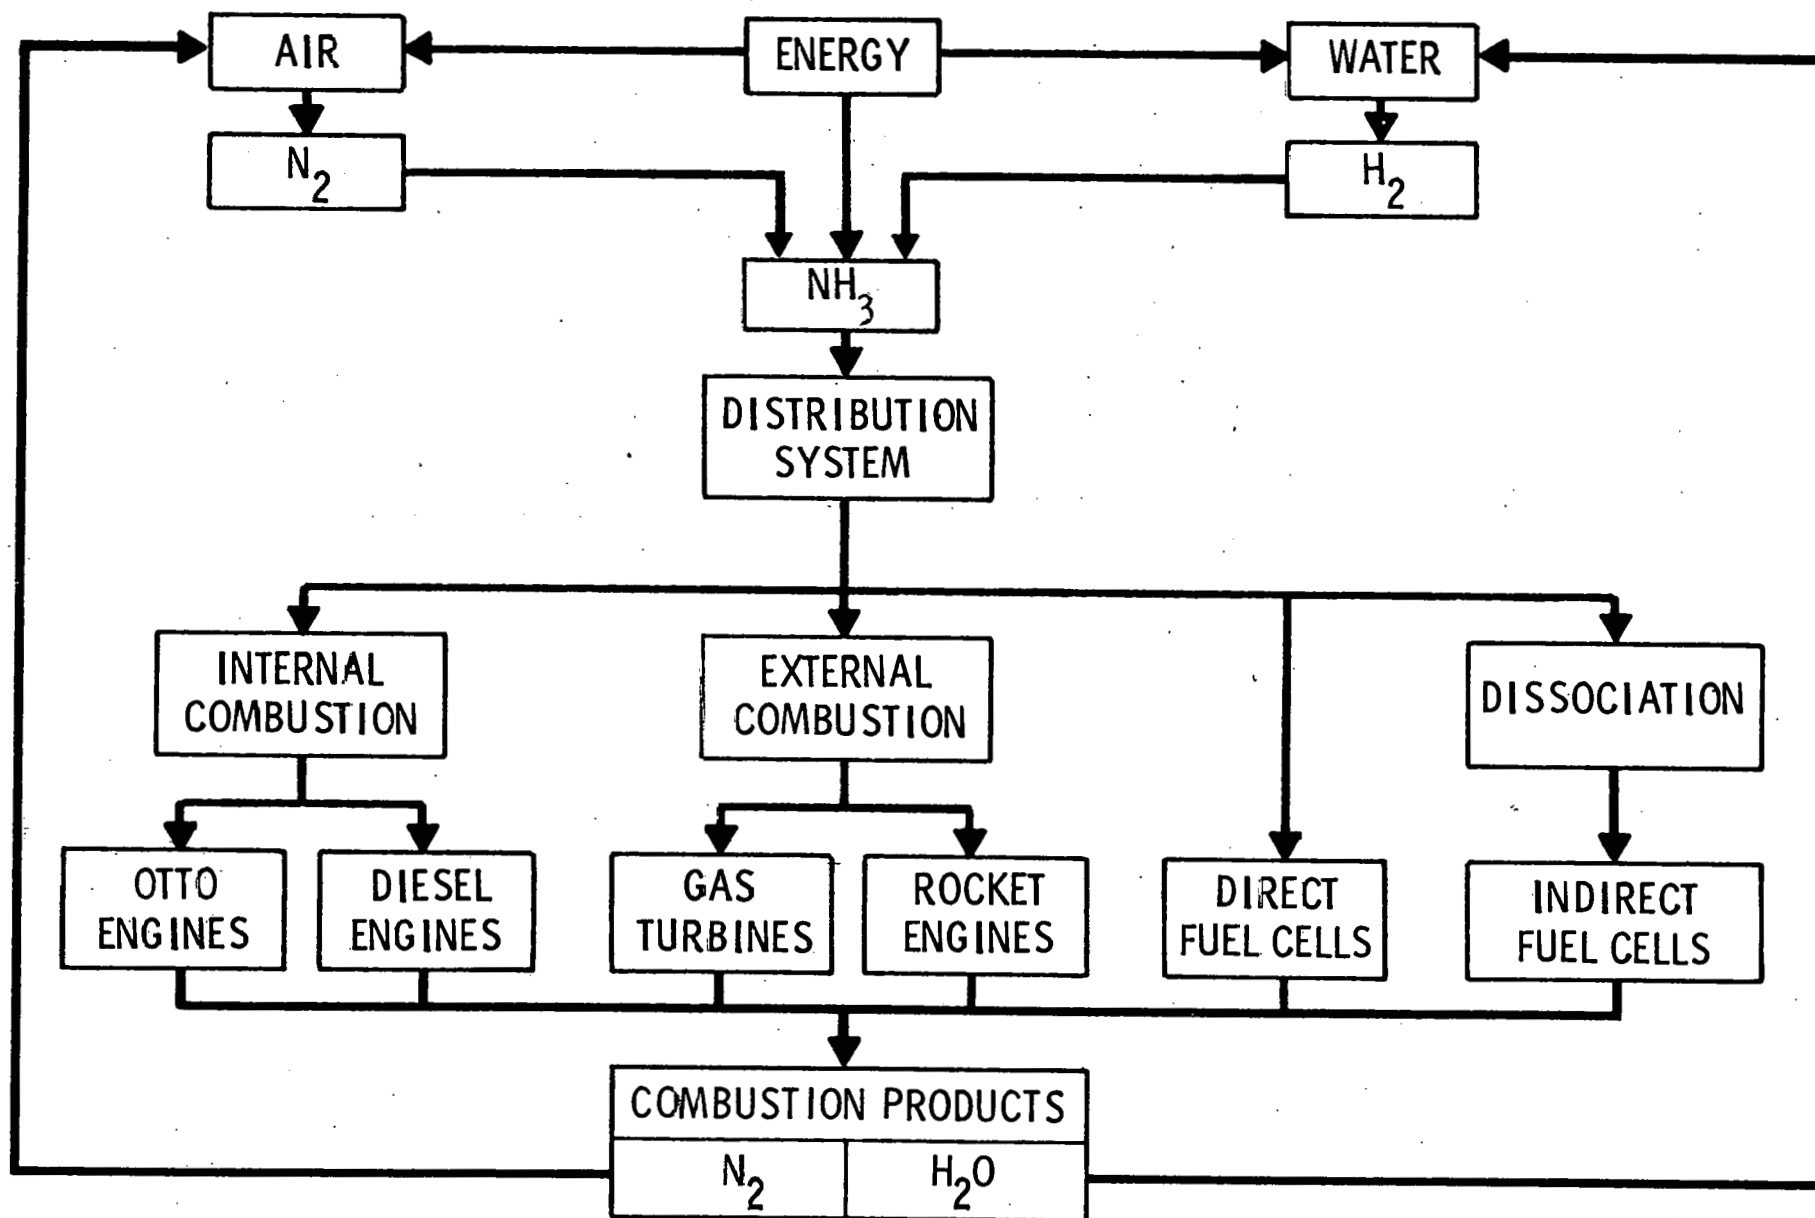 AIR
ENERGY
WATER
N2
H2
NH3
DISTRIBUTION
SYSTEM
INTERNAL
COMBUSTION
EXTERNAL
COMBUSTION
DISSOCIATION
OTTO
ENGINES
DIESEL
ENGINES
GAS
TURBINES
ROCKET
ENGINES
DIRECT
FUEL CELLS
INDIRECT
FUEL CELLS
COMBUSTION PRODUCTS
N2
H2O